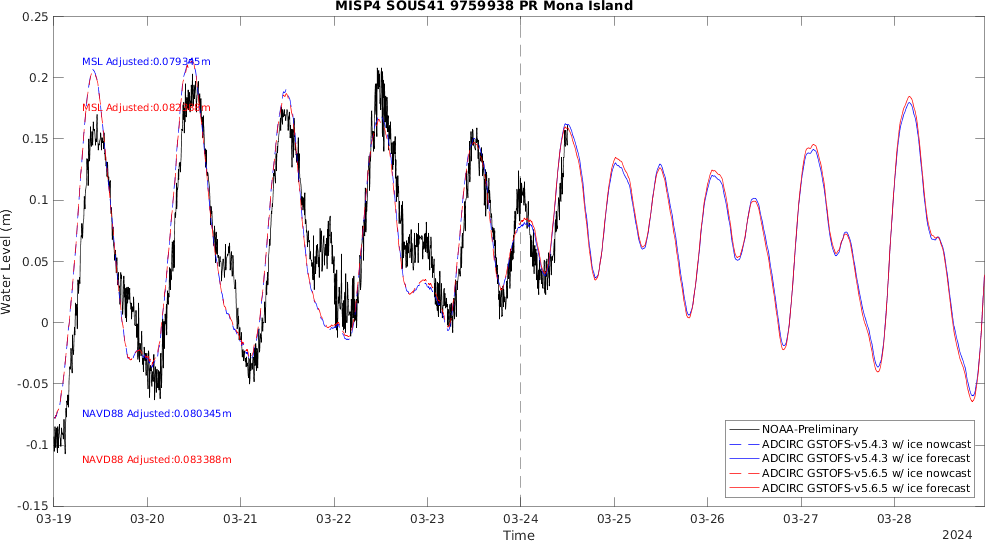 MISP4 SOUS41 9759938 PR Mona Island
0.25
0.2
0.15
0.1
0.05
0
-0.05
-0.1
-0.15
Water Level (m)
MSL Adjusted:0.079345m
MSL
NAVD88 Adjusted:0.080345m
NAVD88 Adjusted:0.083388m
NOAA-Preliminary
ADCIRC GSTOFS-v5.4.3 w/ ice nowcast
ADCIRC GSTOFS-v5.4.3 w/ ice forecast
ADCIRC GSTOFS-v5.6.5 w/ ice nowcast
ADCIRC GSTOFS-v5.6.5 w/ ice forecast
03-19 03-20 03-21 03-22 03-23 03-24 03-25 03-26 03-27 03-28
Time
2024